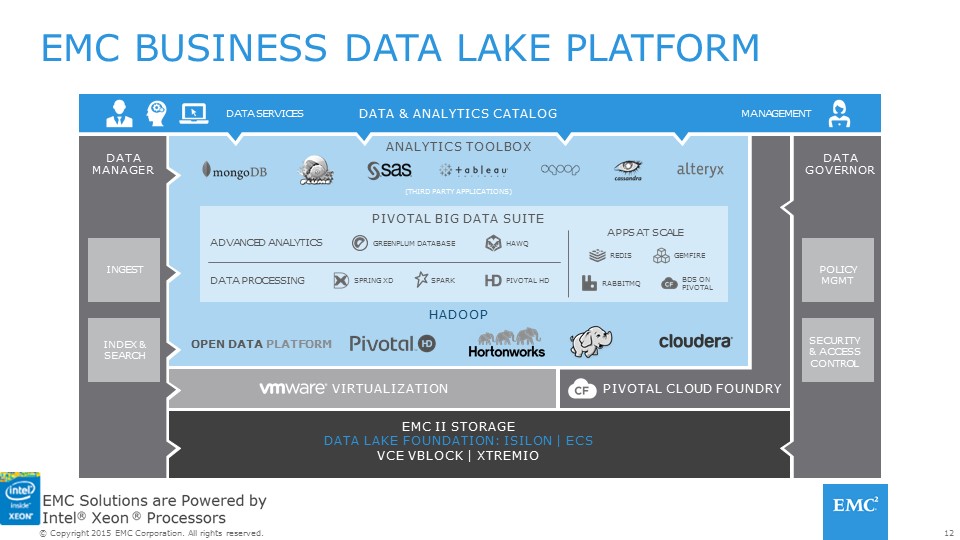 EMC BUSINESS DATA LAKE PLATFORM
DATA SERVICES
DATA & ANALYTICS CATALOG
MANAGEMENT
DATA
MANAGER
INGEST
INDEX &
SEARCH
ANALYTICS TOOLBOX
mongoDB
SSAS
+tableau
cassandra
alteryx
(THIRD PARTY APPLICATIONS)
PIVOTAL BIG DATA SUITE
ADVANCED ANALYTICS
GREENPLUM DATABASE
HAWQ
DATA PROCESSING
SPRING XD
SPARK
HD PIVOTAL HD
APPS AT SCALE
REDIS
GEMFIRE
RABBITMQ
CF BDS ON
PIVOTAL
HADOOP
OPEN DATA PLATFORM
Pivotal HD
Hortonworks
cloudera
DATA
GOVERNOR
POLICY
MGMT
SECURITY
& ACCESS
CONTROL
vmware® VIRTUALIZATION
CF PIVOTAL CLOUD FOUNDRY
EMC II STORAGE
DATA LAKE FOUNDATION: ISILON | ECS
VCE VBLOCK | XTREMIO
intel
inside
XEON
EMC Solutions are Powered by
Intel® Xeon ® Processors
© Copyright 2015 EMC Corporation. All rights reserved.
EMC²
12